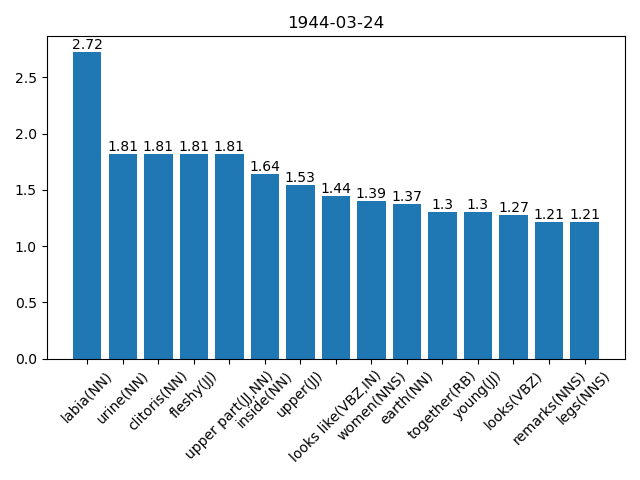 1944-03-24
2.72
1.81 1.81 1.81 1.81
1.64
1.53
1.44
1.39
1.37
1.3 1.3
1.27
1.21 1.21
2.5
2.0
1.5
1.0
0.5
0.0
labia(NN)
urine(NN)
clitoris(NN)
fleshy(JJ)
upper part(JJ,NN)
inside(NN)
upper(JJ)
looks like(VBZ,IN)
women(NNS)
earth(NN)
together(RB)
young(JJ)
looks(VBZ)
remarks(NNS)
legs(NNS)